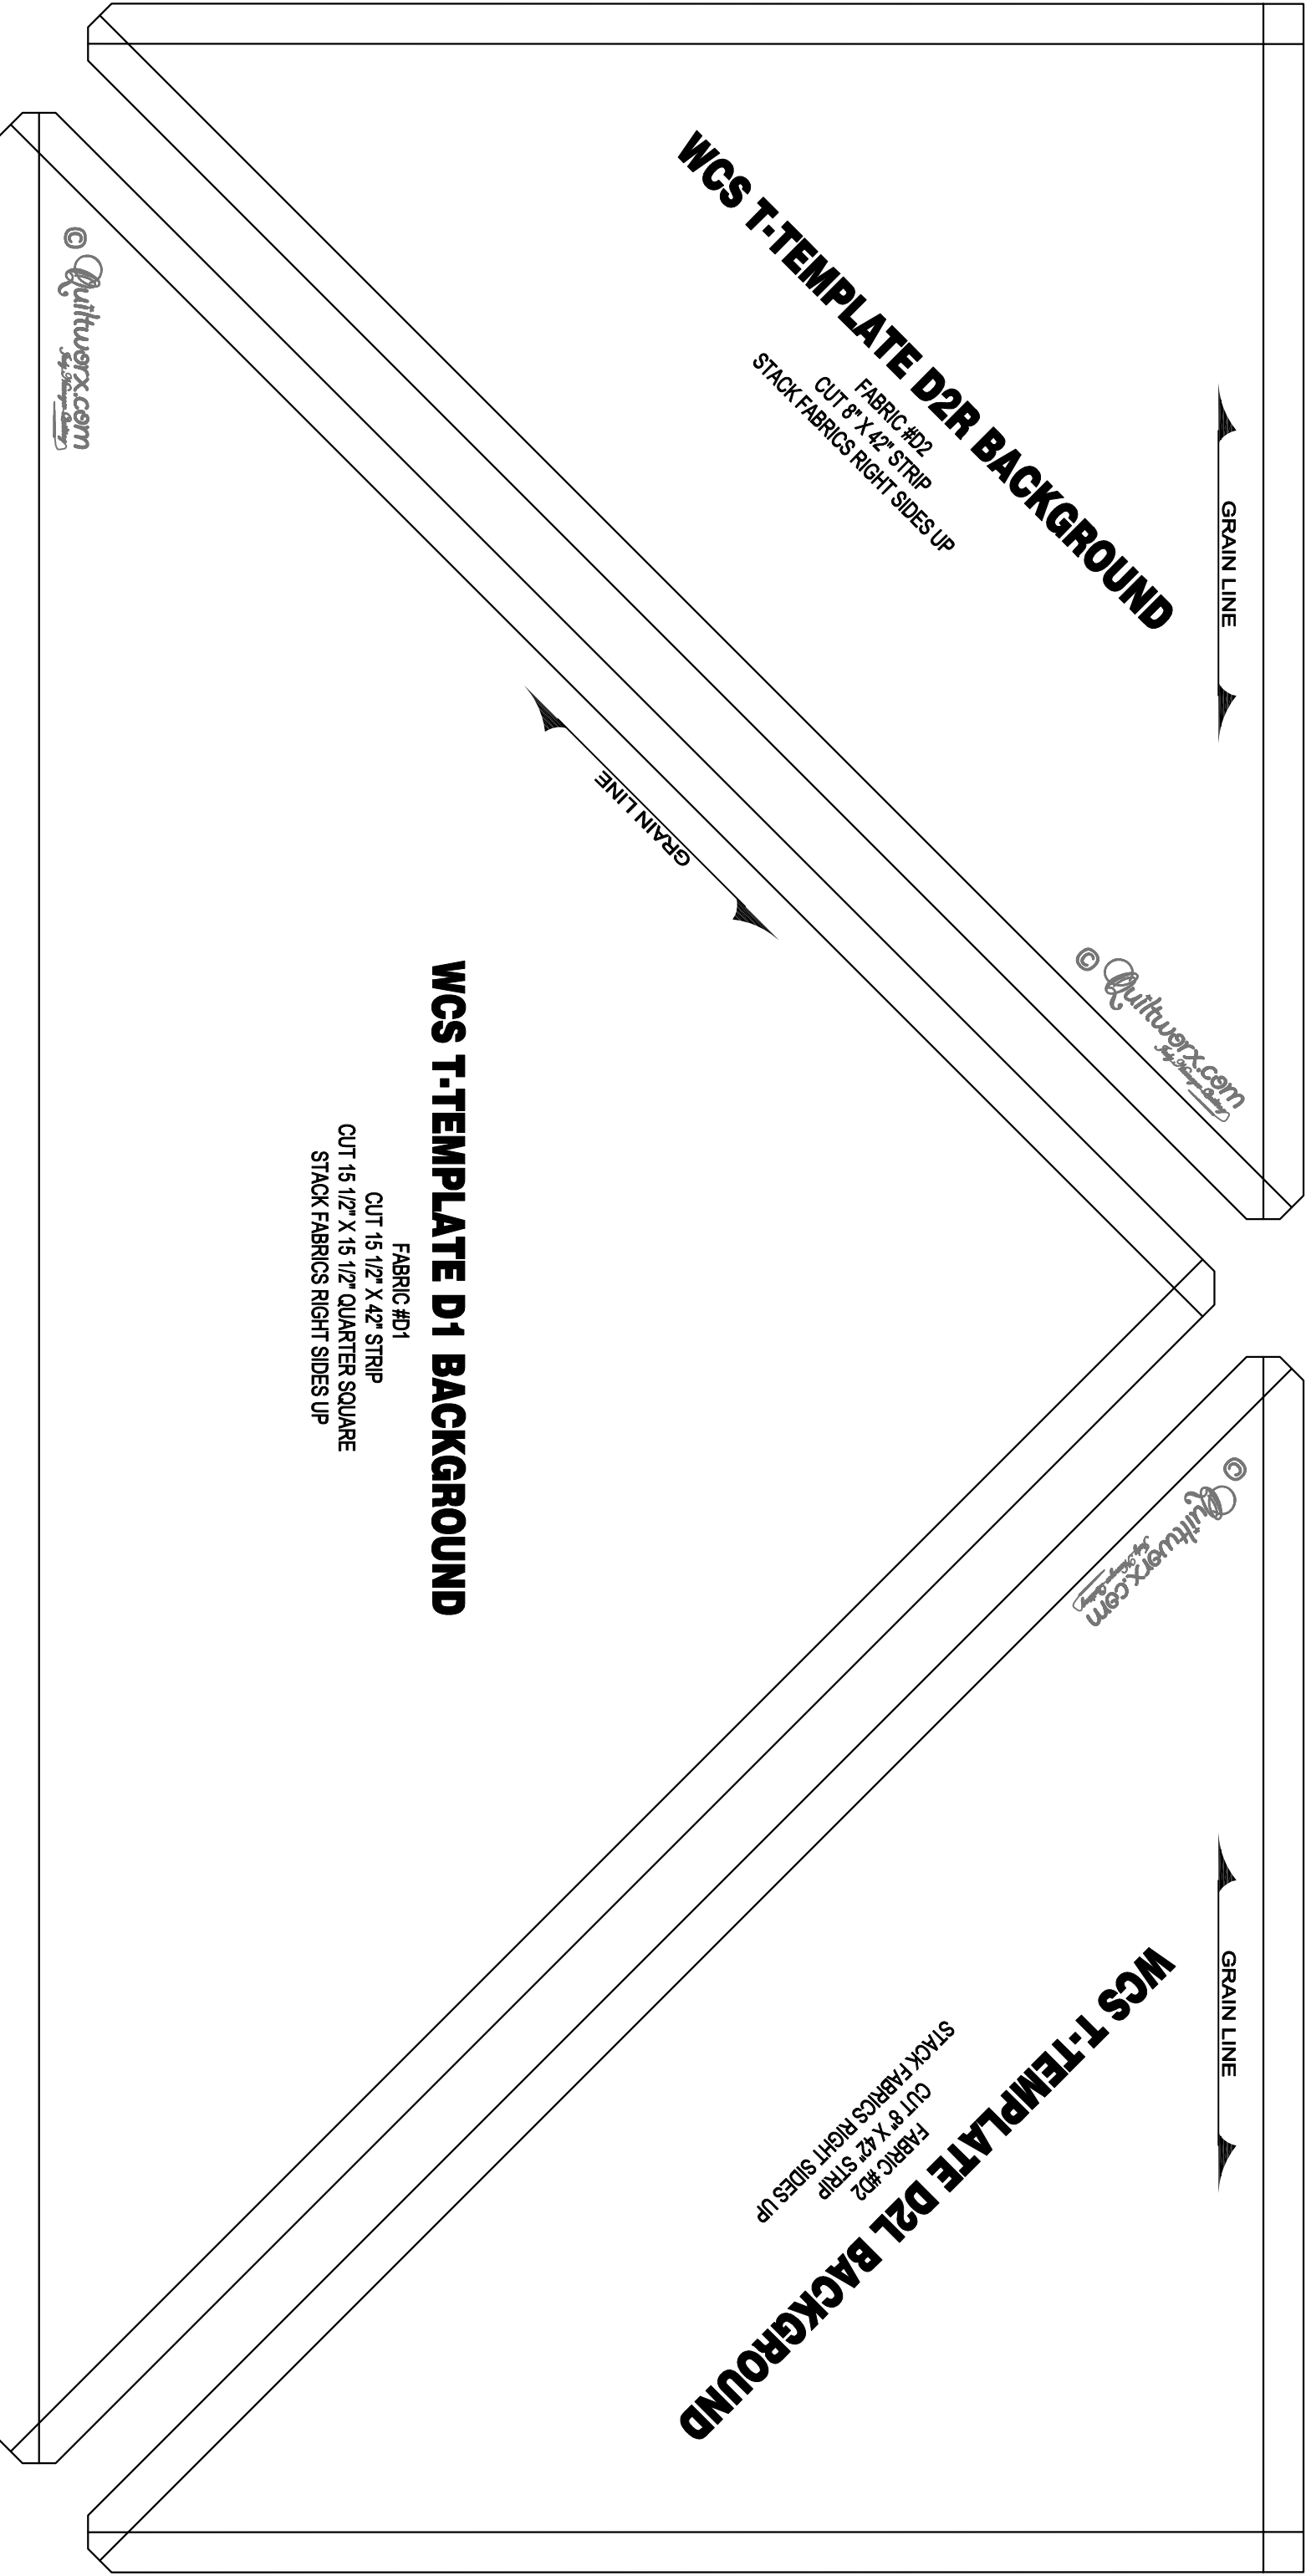 WCS T-TEMPLATE D2R BACKGROUND
FABRIC #D2
CUT 8" X 42" STRIP
STACK FABRICS RIGHT SIDES UP
GRAIN LINE
© Quiltworx.com
© Quiltworx.com
GRAIN LINE
WCS T-TEMPLATE D1 BACKGROUND
FABRIC #D1
CUT 15 1/2" X 42" STRIP
CUT 15 1/2" X 15 1/2" QUARTER SQUARE
STACK FABRICS RIGHT SIDES UP
© Quiltworx.com
GRAIN LINE
WCS T-TEMPLATE D2L BACKGROUND
FABRIC #D2
CUT 8" X 42" STRIP
STACK FABRICS RIGHT SIDES UP